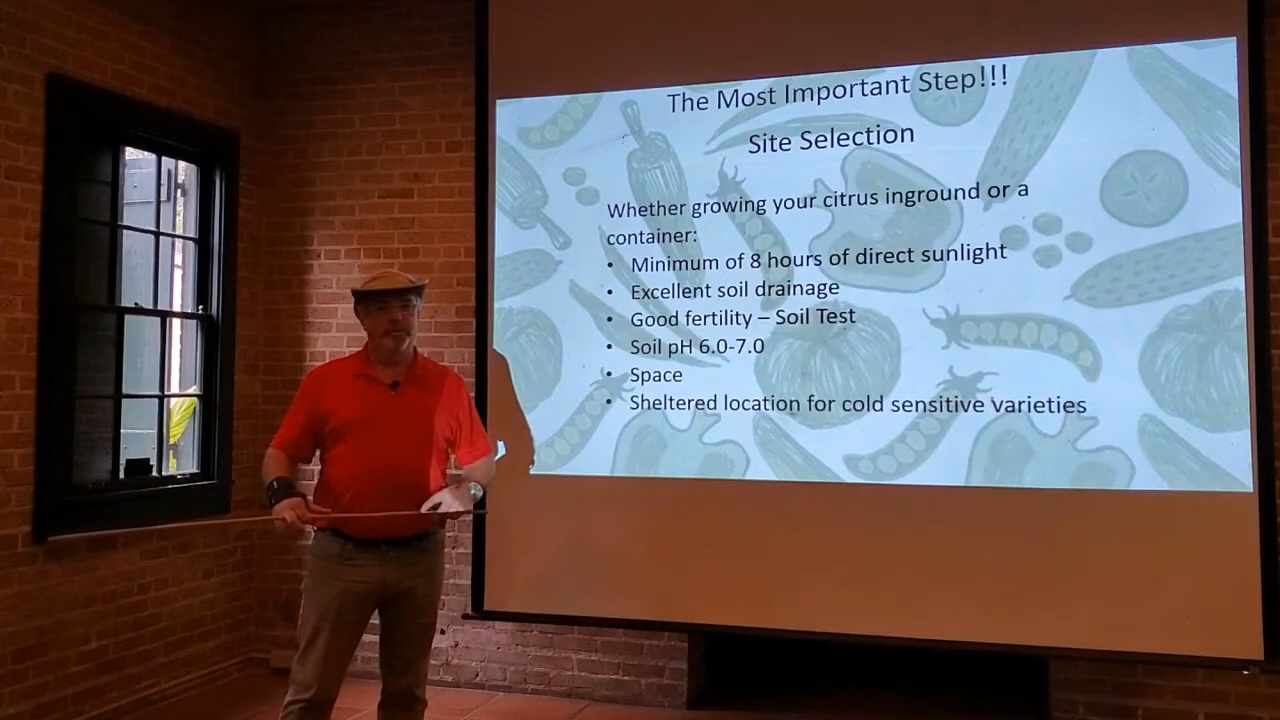 The Most Important Step!!!
Site Selection
Whether growing your citrus inground or a
container:
• Minimum of 8 hours of direct sunlight
• Excellent soil drainage
• Good fertility – Soil Test
• Soil pH 6.0-7.0
• Space
• Sheltered location for cold sensitive varieties